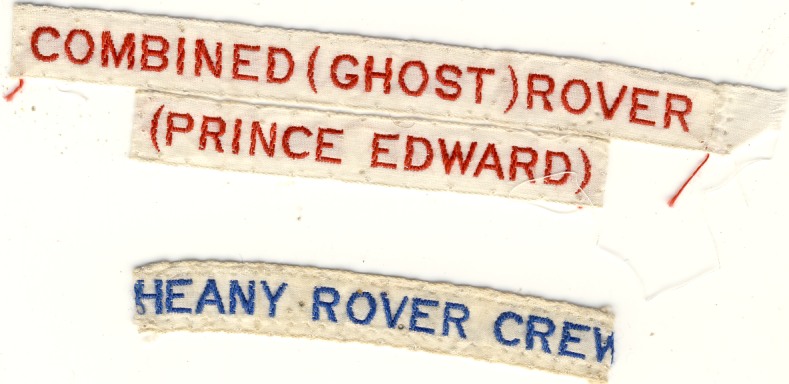 COMBINED (GHOST) ROVER
(PRINCE EDWARD)
HEANY ROVER CREW